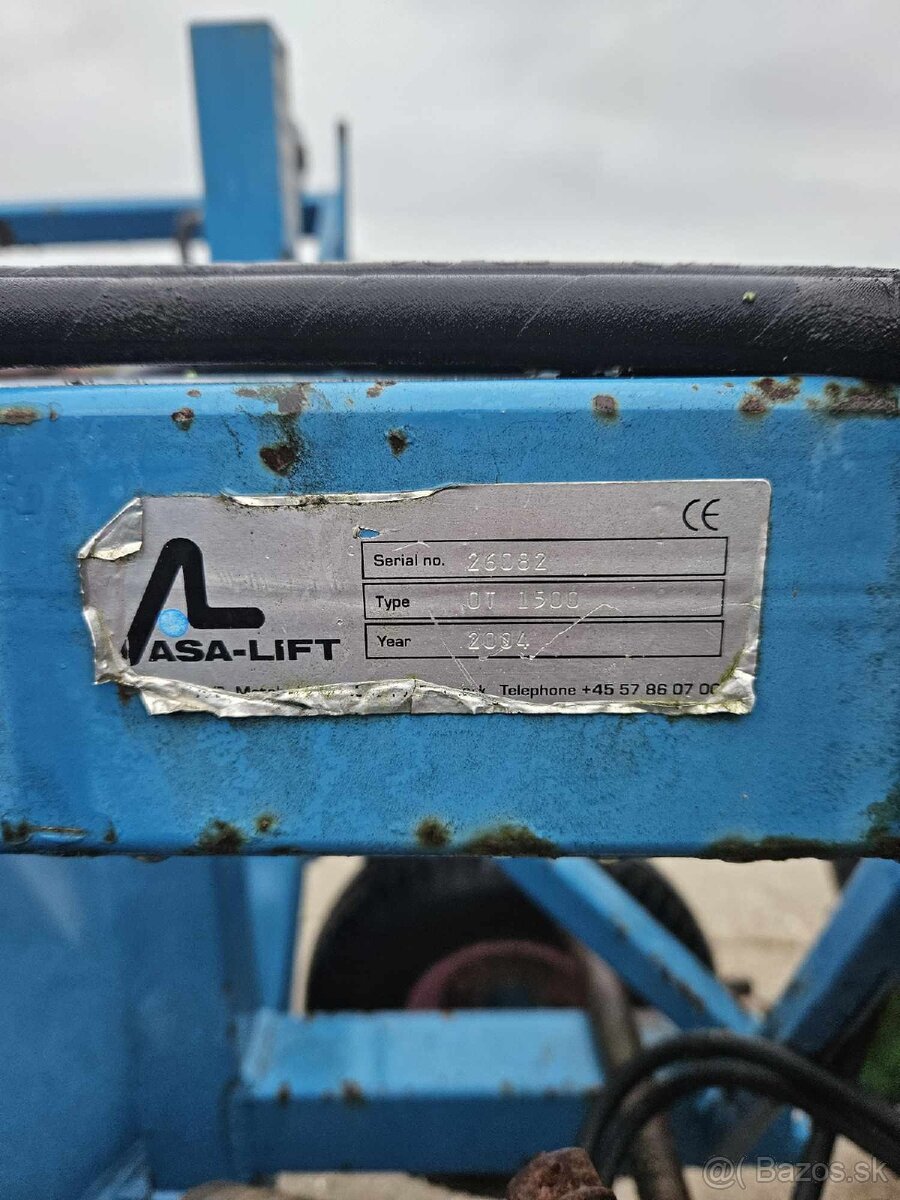 CE
Serial no. 26082
Type OT 1500
Year 2004
ASA-LIFT
Telephone +45 57 86 07 00
@( Bazos.sk